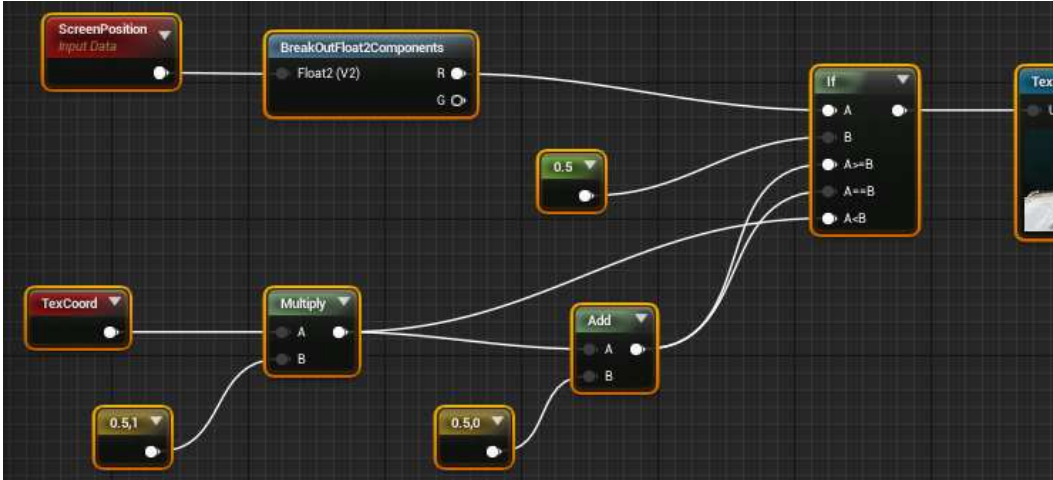 ScreenPosition
Input Data
BreakOutFloat2Components
Float2 (V2)
R
G
If
A
B
A>=B
A==B
A<B
Tex
U
0.5
TexCoord
Multiply
A
B
Add
A
B
0.5,1
0.5,0